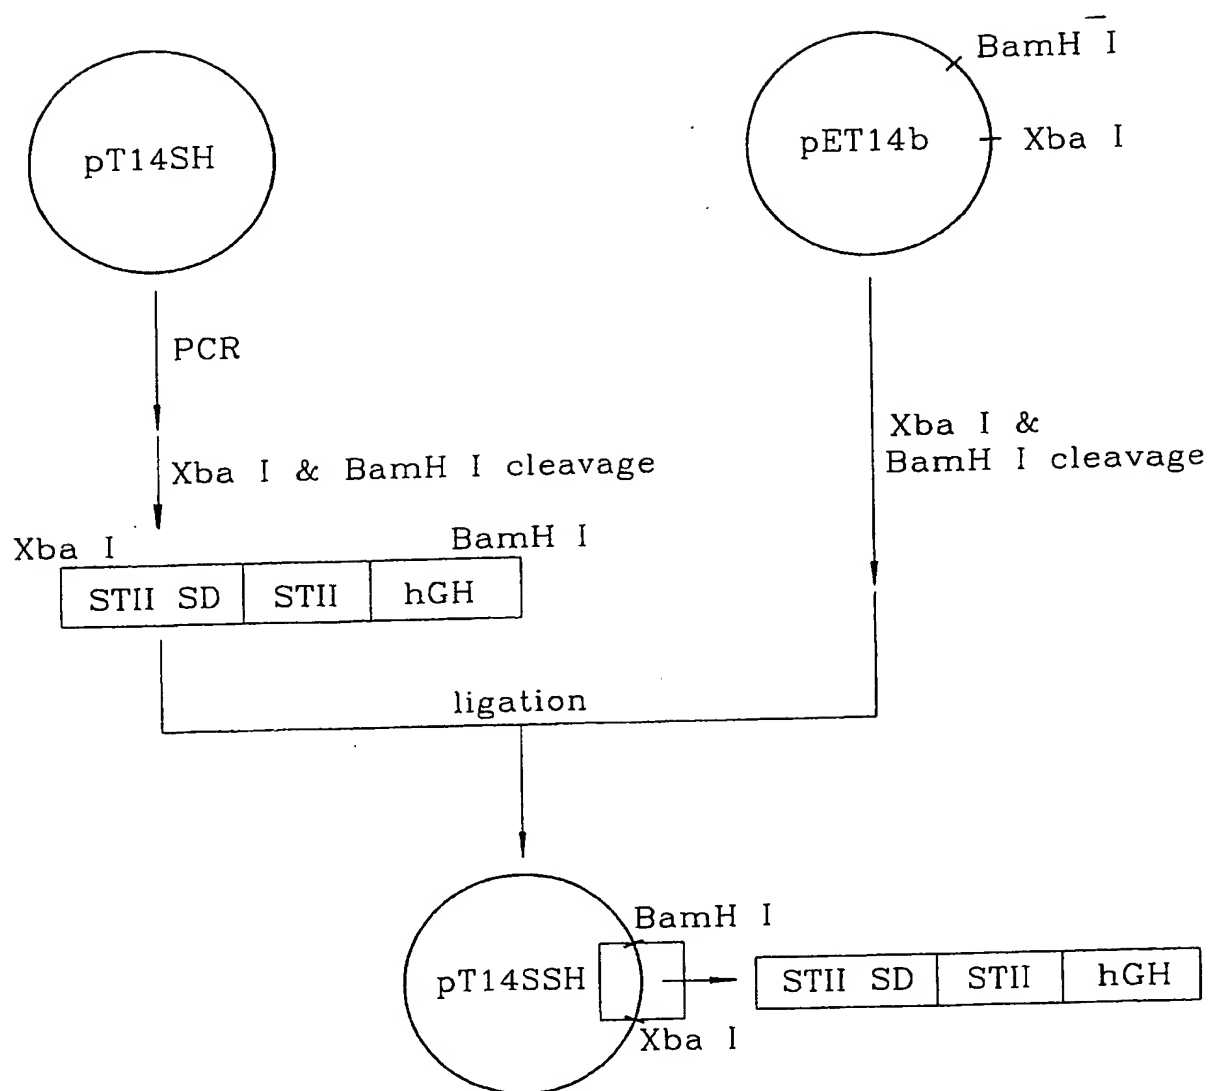 BamH I
pT14SH
pET14b
Xba I
PCR
Xba I &
BamH I cleavage
Xba I & BamH I cleavage
Xba I
BamH I
STII SD
STII
hGH
ligation
BamH I
pT14SSH
STII SD
STII
hGH
Xba I